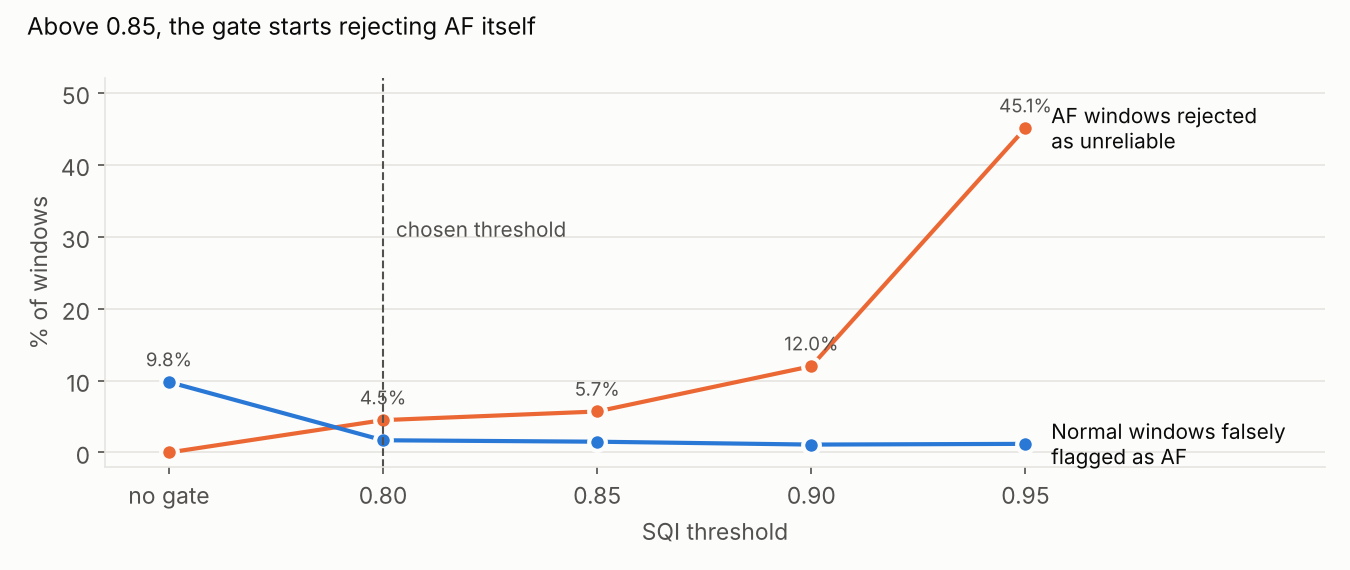 Above 0.85, the gate starts rejecting AF itself
50
40
30
20
10
0
% of windows
45.1%
AF windows rejected
as unreliable
chosen threshold
12.0%
9.8%
4.5%
5.7%
Normal windows falsely
flagged as AF
no gate
0.80
0.85
0.90
0.95
SQI threshold